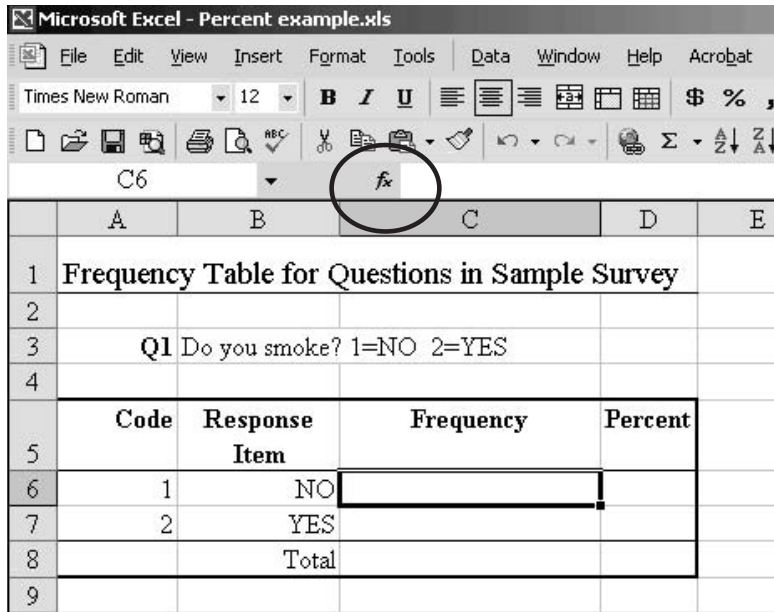 Microsoft Excel - Percent example.xls
File Edit View Insert Format Tools Data Window Help Acrobat
Times New Roman 12 B I U $ % ,
ABC Σ A Z Z A
C6 fx
A B C D E
1 Frequency Table for Questions in Sample Survey
2
3 Q1 Do you smoke? 1=NO 2=YES
4
Code Response Frequency Percent
5 Item
6 1 NO
7 2 YES
8 Total
9